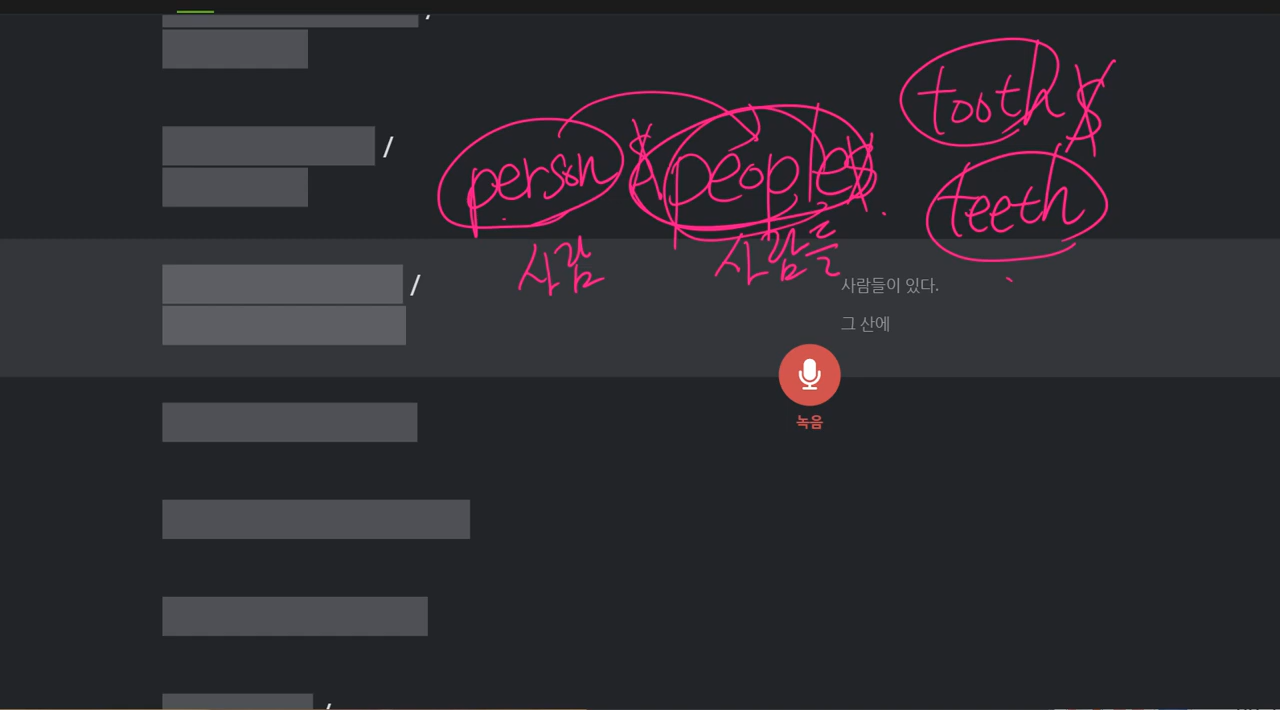 /
/
person s peoples
tooth s
teeth
사람
사람들
/
사람들이 있다.
그 산에
녹음
/